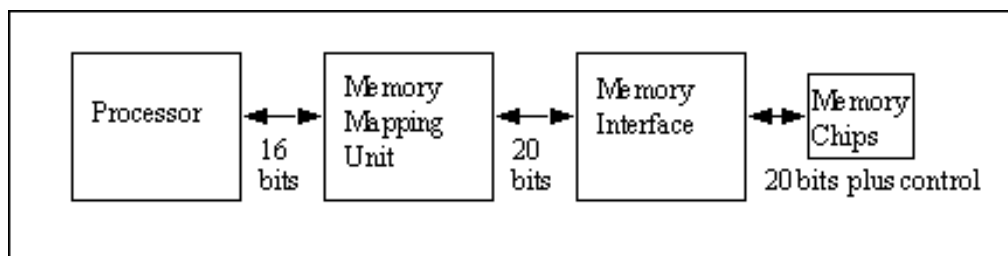 Processor
16
bits
Memory
Mapping
Unit
20
bits
Memory
Interface
Memory
Chips
20 bits plus control